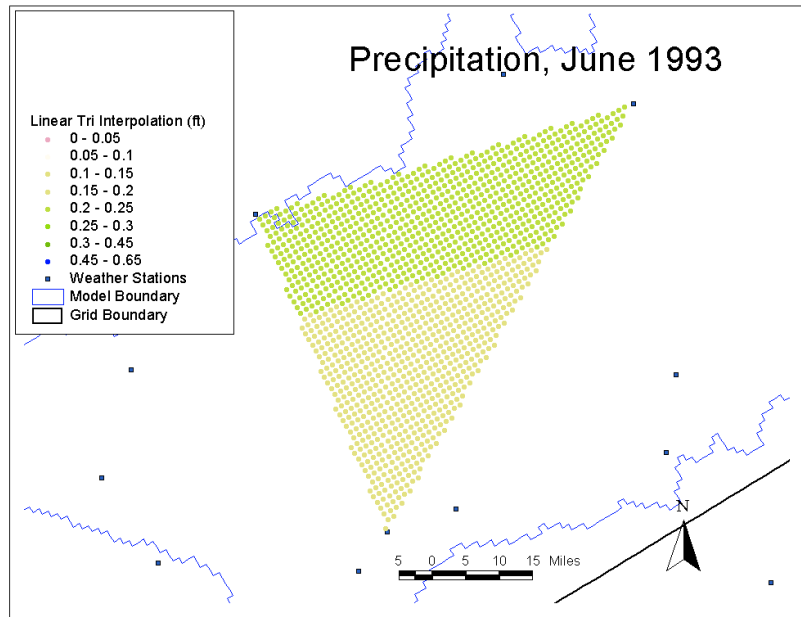 Precipitation, June 1993
Linear Tri Interpolation (ft)
0 - 0.05
0.05 - 0.1
0.1 - 0.15
0.15 - 0.2
0.2 - 0.25
0.25 - 0.3
0.3 - 0.45
0.45 - 0.65
Weather Stations
Model Boundary
Grid Boundary
N
5 0 5 10 15 Miles